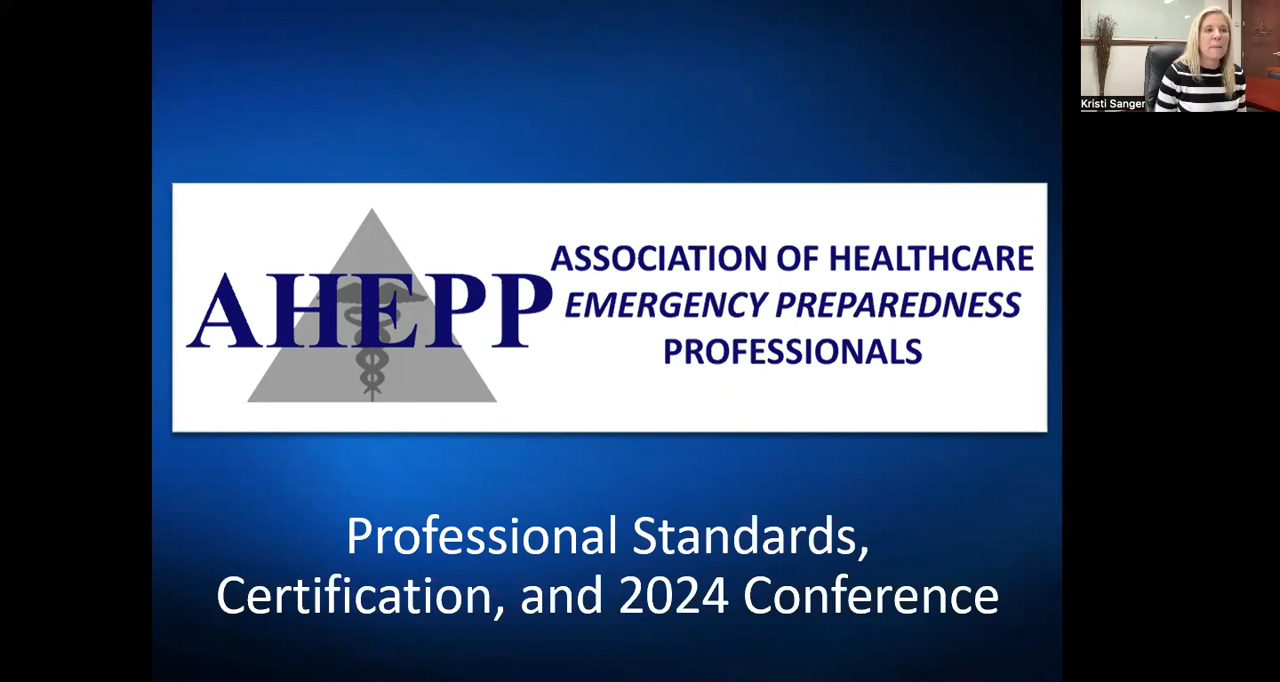 Kristi Sanger
AHEPP
ASSOCIATION OF HEALTHCARE
EMERGENCY PREPAREDNESS
PROFESSIONALS
Professional Standards,
Certification, and 2024 Conference